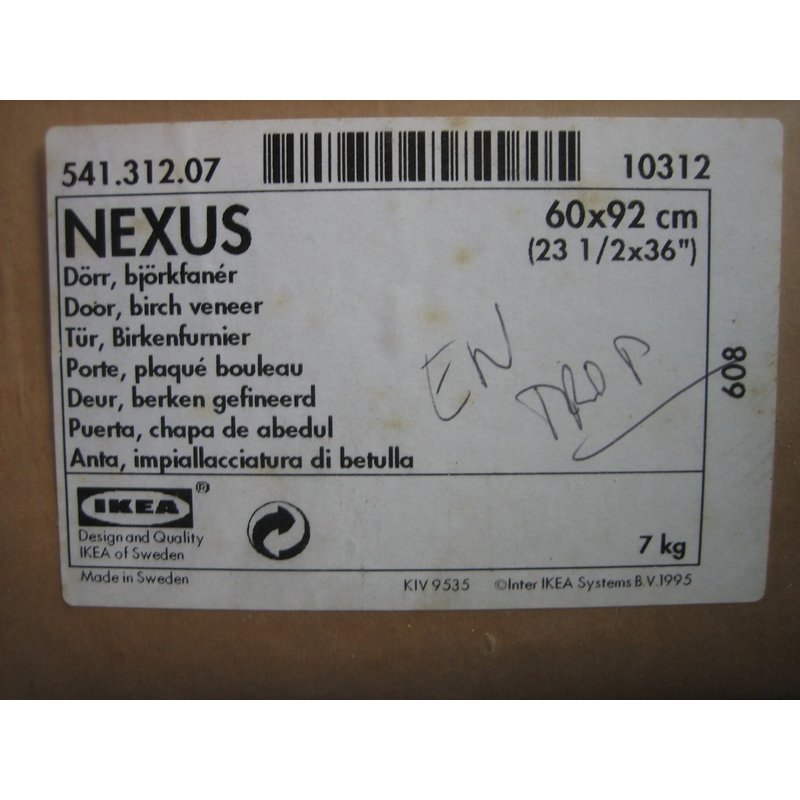 541.312.07 10312
NEXUS 60x92 cm
(23 1/2x36")
Dörr, björkfanér
Door, birch veneer
Tür, Birkenfurnier
Porte, plaqué bouleau
Deur, berken gefineerd
Puerta, chapa de abedul
Anta, impiallacciatura di betulla
EN
TROP
608
IKEA®
Design and Quality
IKEA of Sweden
7 kg
Made in Sweden KIV 9535 ©Inter IKEA Systems B.V.1995